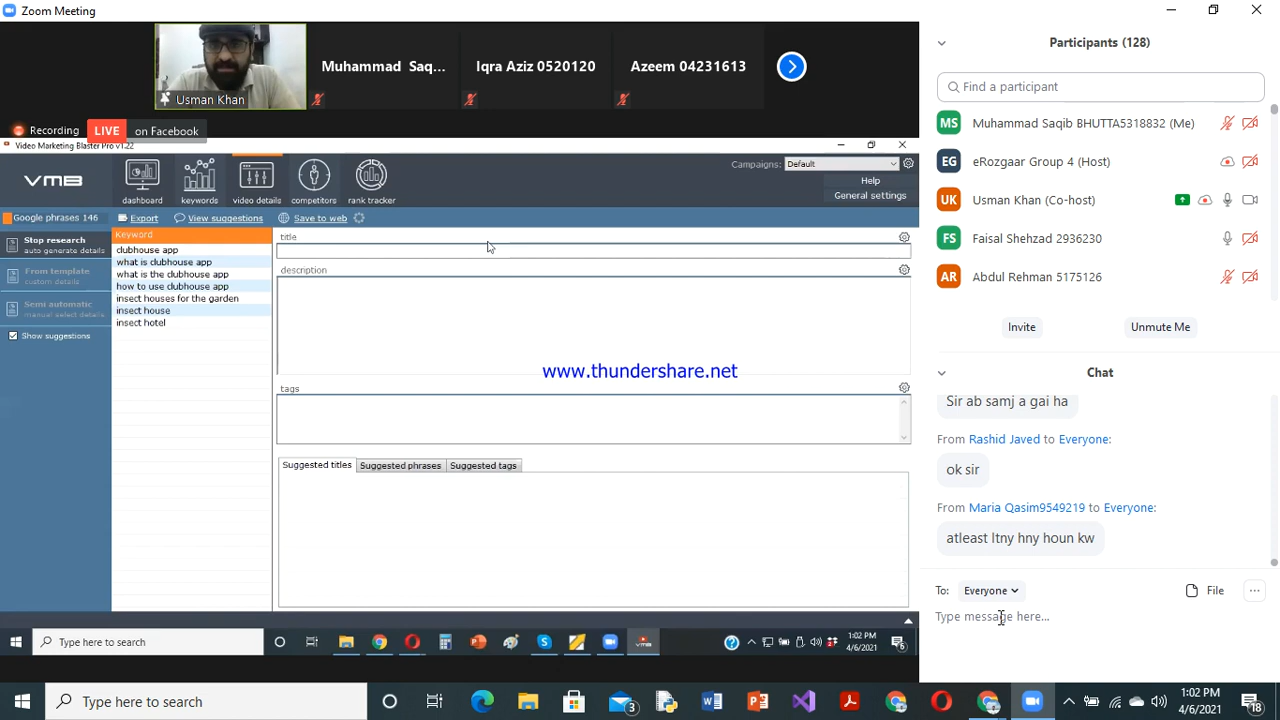 Zoom Meeting
Muhammad Saq...
Iqra Aziz 0520120
Azeem 04231613
Usman Khan
Recording
LIVE
on Facebook
Video Marketing Blaster Pro v1.22
VMB
dashboard
keywords
video details
competitors
rank tracker
Campaigns:
Default
Help
General settings
Google phrases 146
Export
View suggestions
Save to web
Stop research
auto generate details
From template
custom details
Semi automatic
manual select details
Show suggestions
Keyword
clubhouse app
what is clubhouse app
what is the clubhouse app
how to use clubhouse app
insect houses for the garden
insect house
insect hotel
title
description
www.thundershare.net
tags
Suggested titles
Suggested phrases
Suggested tags
Type here to search
1:02 PM
4/6/2021
6
Participants (128)
Find a participant
MS
Muhammad Saqib BHUTTA5318832 (Me)
EG
eRozgaar Group 4 (Host)
UK
Usman Khan (Co-host)
FS
Faisal Shehzad 2936230
AR
Abdul Rehman 5175126
Invite
Unmute Me
Chat
Sir ab samj a gai ha
From Rashid Javed to Everyone:
ok sir
From Maria Qasim9549219 to Everyone:
atleast Itny hny houn kw
To:
Everyone
File
Type message here...
Type here to search
3
1:02 PM
4/6/2021
18